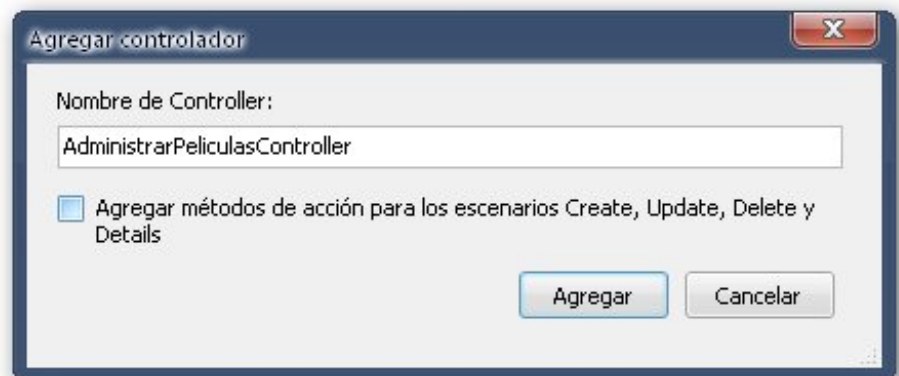 Agregar controlador
Nombre de Controller:
AdministrarPeliculasController
Agregar métodos de acción para los escenarios Create, Update, Delete y
Details
Agregar Cancelar